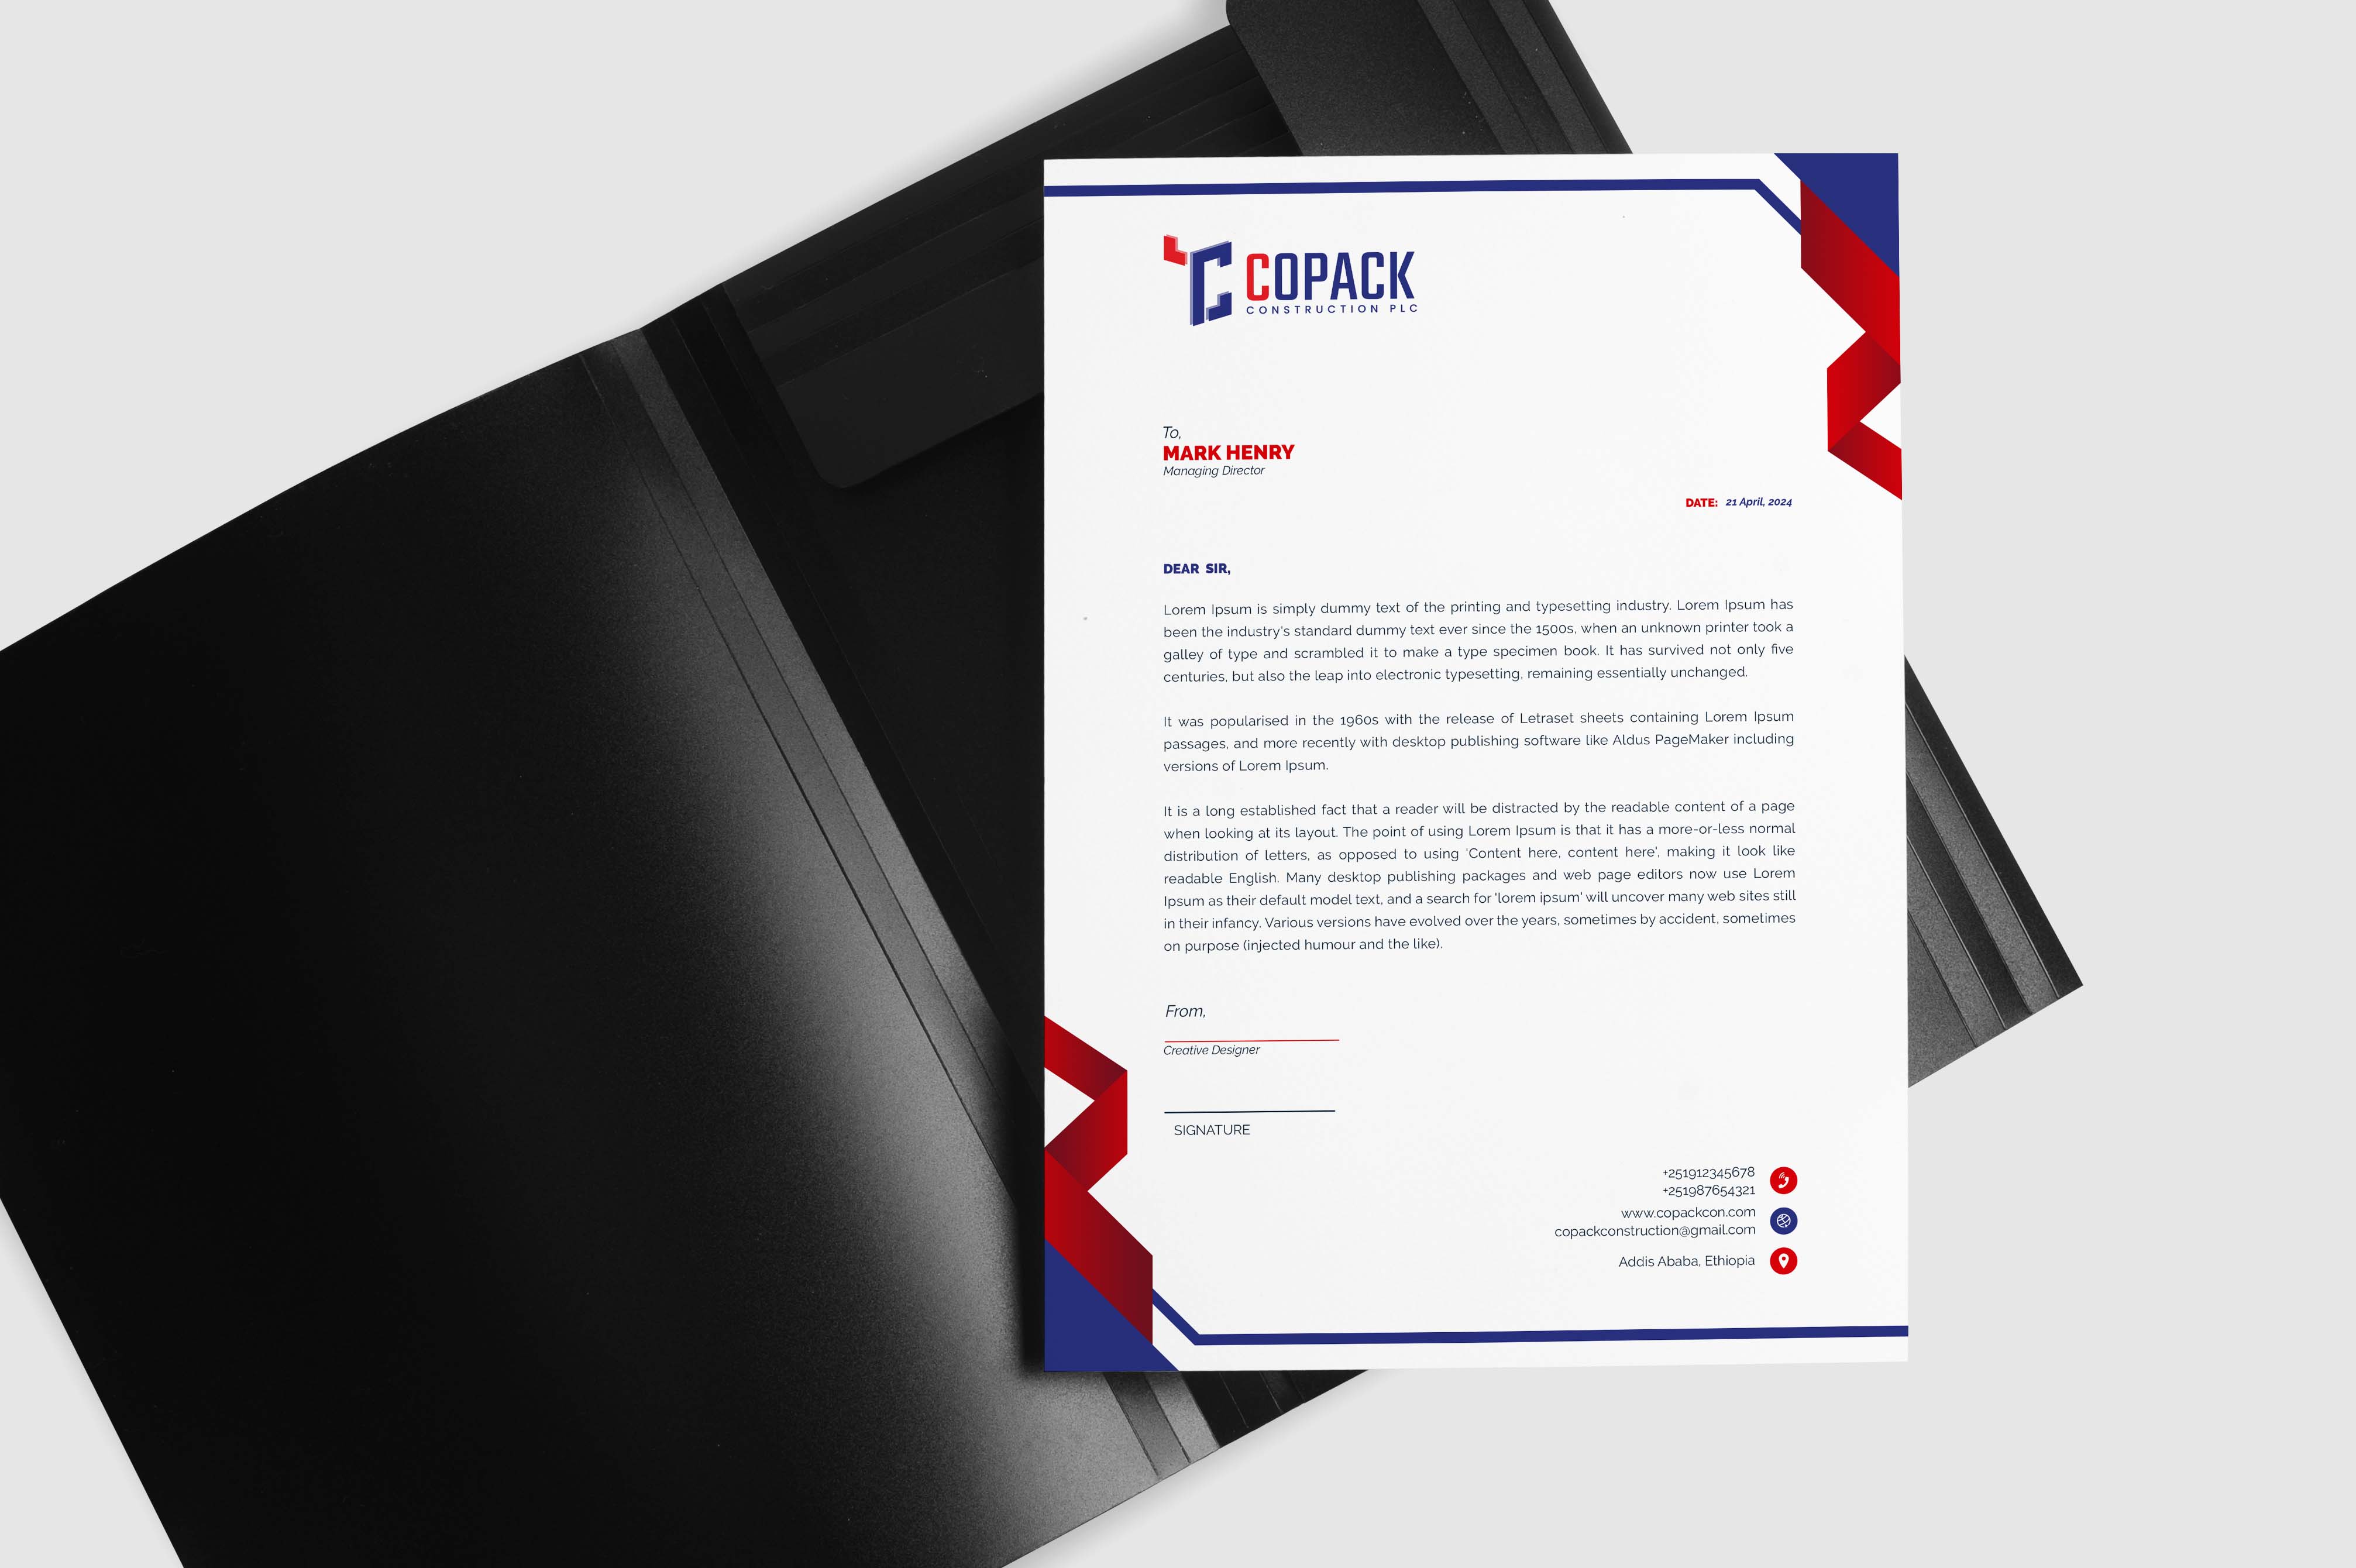 COPACK
CONSTRUCTION PLC
To,
MARK HENRY
Managing Director
DATE: 21 April, 2024
DEAR SIR,
Lorem Ipsum is simply dummy text of the printing and typesetting industry. Lorem Ipsum has
been the industry's standard dummy text ever since the 1500s, when an unknown printer took a
galley of type and scrambled it to make a type specimen book. It has survived not only five
centuries, but also the leap into electronic typesetting, remaining essentially unchanged.
It was popularised in the 1960s with the release of Letraset sheets containing Lorem Ipsum
passages, and more recently with desktop publishing software like Aldus PageMaker including
versions of Lorem Ipsum.
It is a long established fact that a reader will be distracted by the readable content of a page
when looking at its layout. The point of using Lorem Ipsum is that it has a more-or-less normal
distribution of letters, as opposed to using 'Content here, content here', making it look like
readable English. Many desktop publishing packages and web page editors now use Lorem
Ipsum as their default model text, and a search for 'lorem ipsum' will uncover many web sites still
in their infancy. Various versions have evolved over the years, sometimes by accident, sometimes
on purpose (injected humour and the like).
From,
Creative Designer
SIGNATURE
+251912345678
+251987654321
www.copackcon.com
copackconstruction@gmail.com
Addis Ababa, Ethiopia